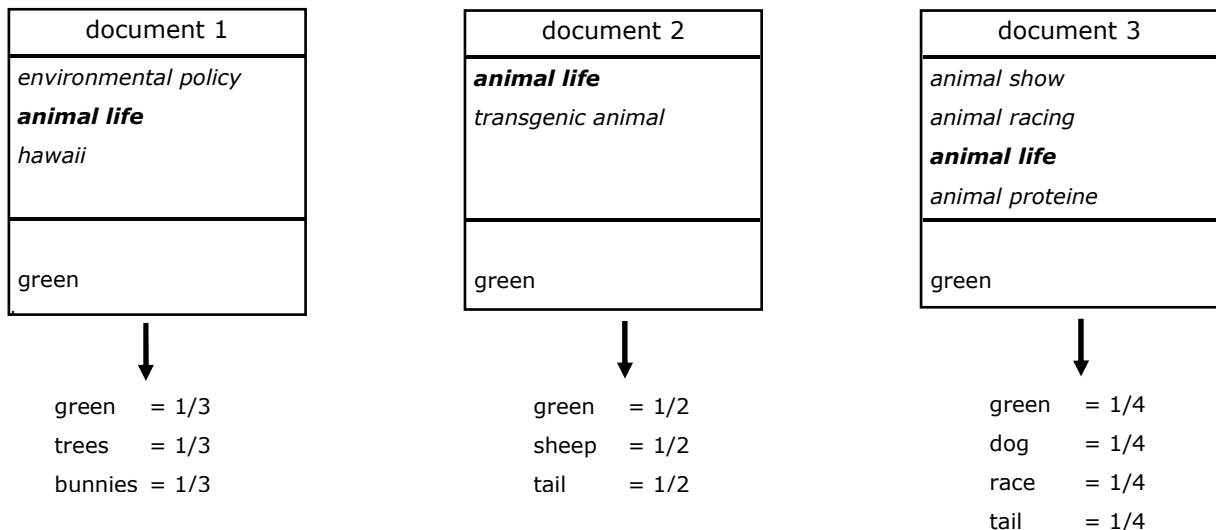 document 1
environmental policy
animal life
hawaii
green
green = 1/3
trees = 1/3
bunnies = 1/3
document 2
animal life
transgenic animal
green
green = 1/2
sheep = 1/2
tail = 1/2
document 3
animal show
animal racing
animal life
animal proteine
green
green = 1/4
dog = 1/4
race = 1/4
tail = 1/4